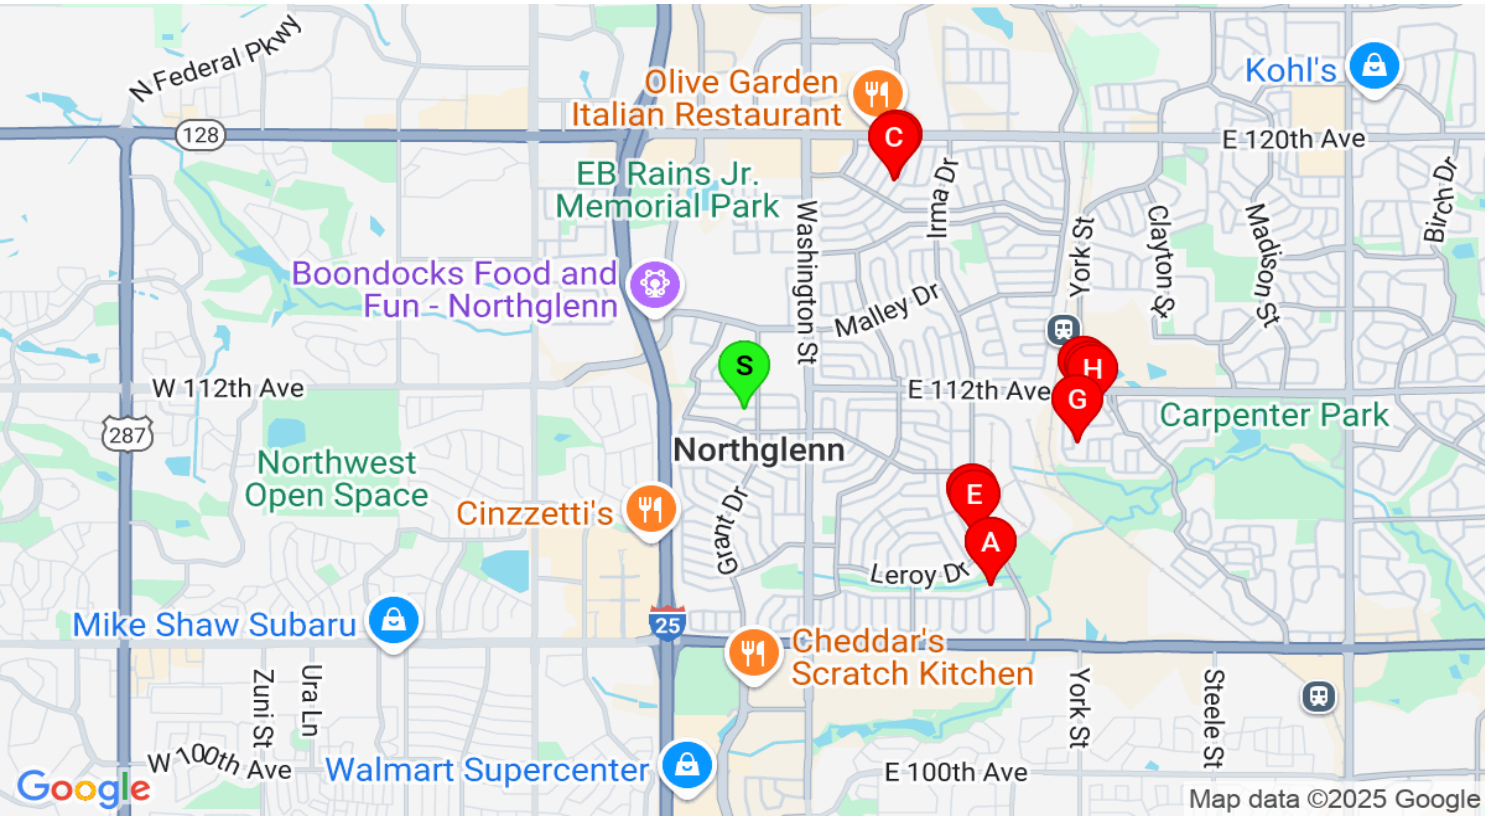 N Federal Pkwy
128
Olive Garden
Italian Restaurant
C
Kohl's
E 120th Ave
EB Rains Jr.
Memorial Park
Washington St
Irma Dr
York St
Clayton St
Madison St
Birch Dr
Boondocks Food and
Fun - Northglenn
Malley Dr
S
H
G
W 112th Ave
E 112th Ave
Carpenter Park
287
Northglenn
Northwest
Open Space
Cinzzetti's
Grant Dr
E
A
Leroy Dr
Mike Shaw Subaru
25
Cheddar's
Scratch Kitchen
Zuni St
Ura Ln
York St
Steele St
W 100th Ave
Walmart Supercenter
E 100th Ave
Google
Map data ©2025 Google